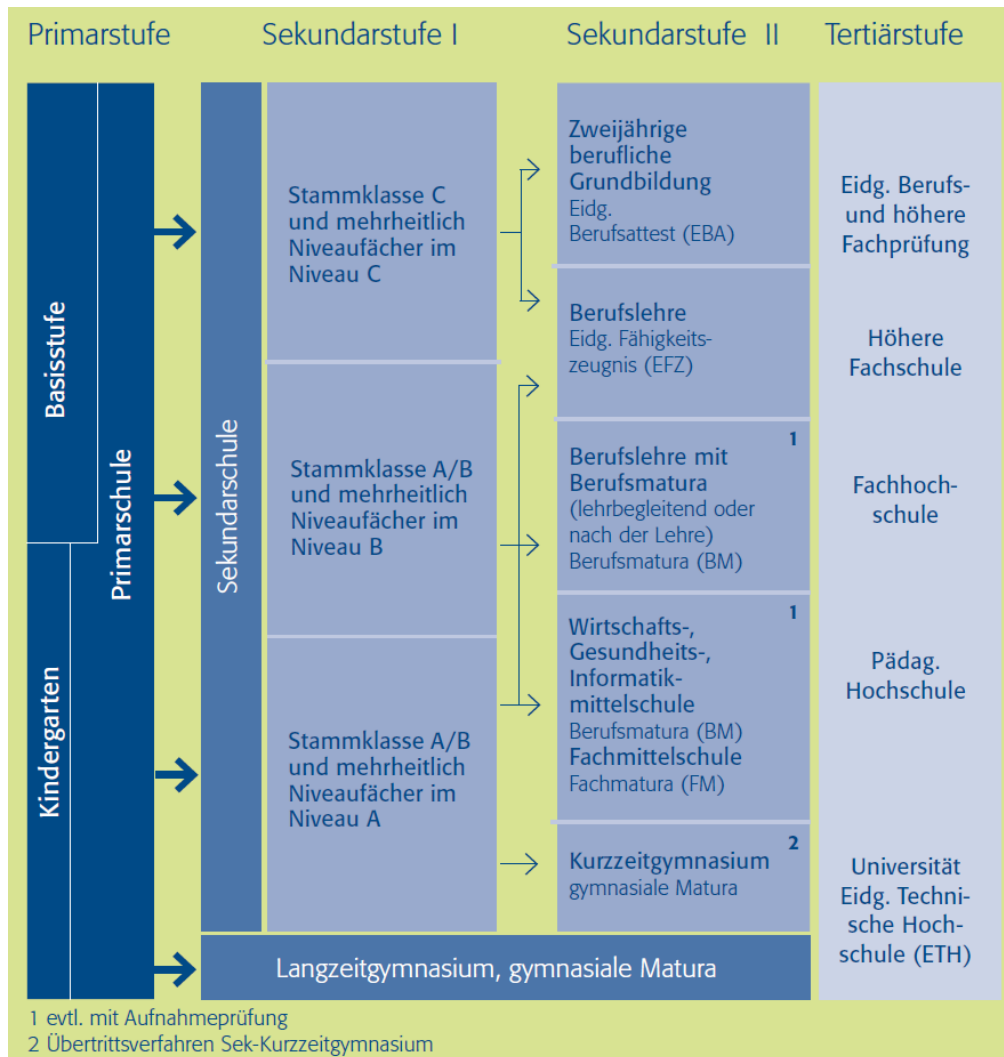 Primarstufe
Sekundarstufe I
Sekundarstufe II
Tertiärstufe
Basisstufe
Kindergarten
Primarschule
Sekundarschule
Stammklasse C
und mehrheitlich
Niveaufächer im
Niveau C
Stammklasse A/B
und mehrheitlich
Niveaufächer im
Niveau B
Stammklasse A/B
und mehrheitlich
Niveaufächer im
Niveau A
Zweijährige
berufliche
Grundbildung
Eidg.
Berufsattest (EBA)
Berufslehre
Eidg. Fähigkeits-
zeugnis (EFZ)
1
Berufslehre mit
Berufsmatura
(lehrbegleitend oder
nach der Lehre)
Berufsmatura (BM)
1
Wirtschafts-,
Gesundheits-,
Informatik-
mittelschule
Berufsmatura (BM)
Fachmittelschule
Fachmatura (FM)
2
Kurzzeitgymnasium
gymnasiale Matura
Eidg. Berufs-
und höhere
Fachprüfung
Höhere
Fachschule
Fachhoch-
schule
Pädag.
Hochschule
Universität
Eidg. Techni-
sche Hoch-
schule (ETH)
Langzeitgymnasium, gymnasiale Matura
1 evtl. mit Aufnahmeprüfung
2 Übertrittsverfahren Sek-Kurzzeitgymnasium